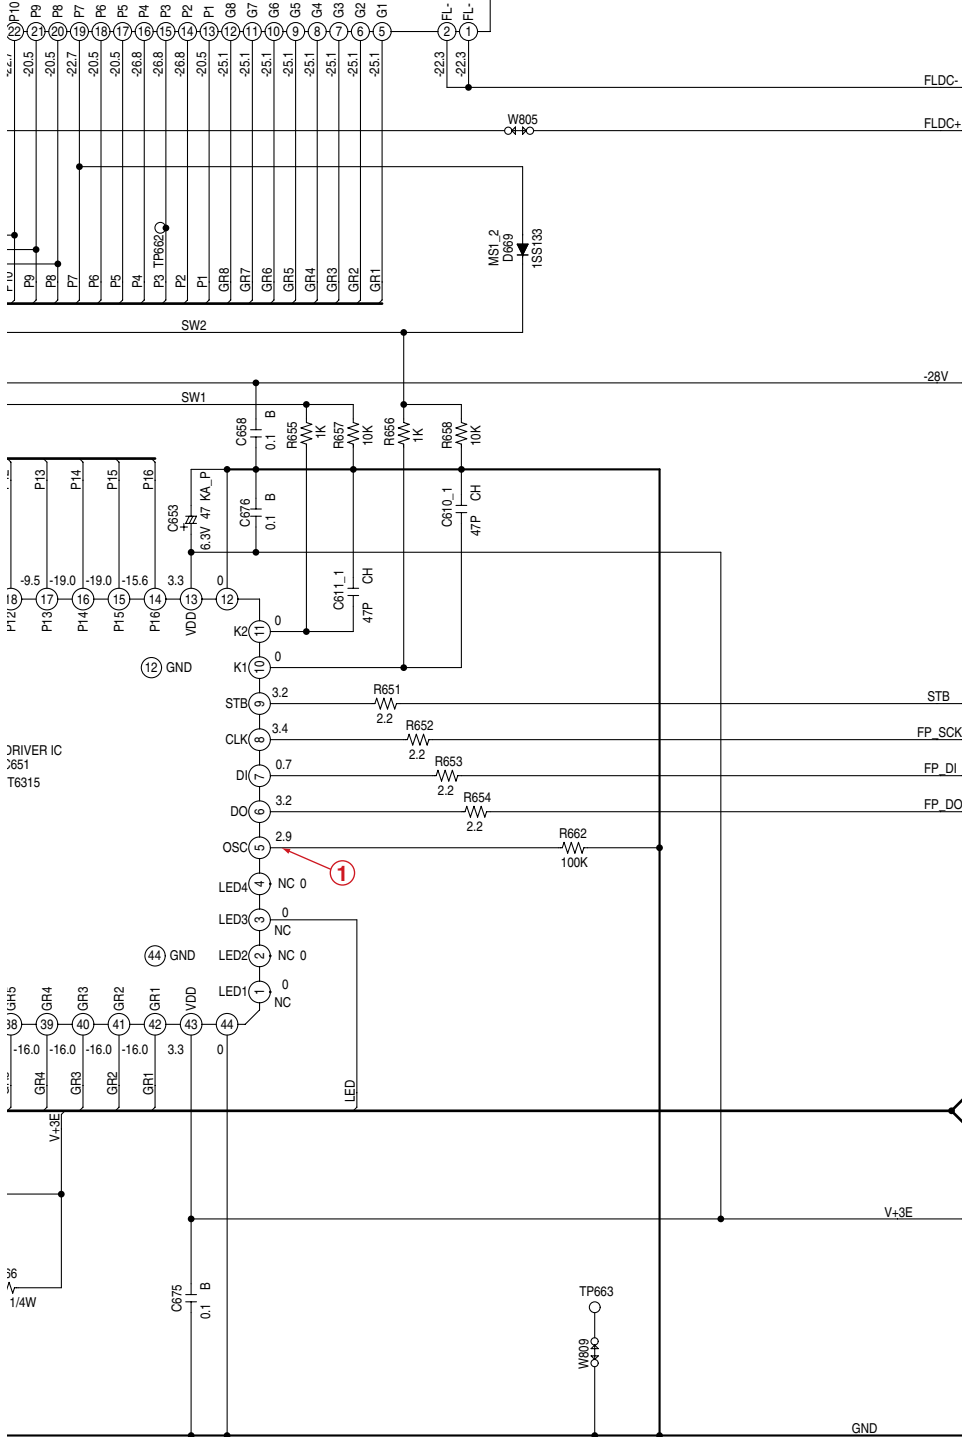 P10 P9 P8 P7 P6 P5 P4 P3 P2 P1 G8 G7 G6 G5 G4 G3 G2 G1 FL- FL-
22 21 20 19 18 17 16 15 14 13 12 11 10 9 8 7 6 5 2 1
-20.5 -20.5 -22.7 -20.5 -20.5 -26.8 -26.8 -26.8 -20.5 -25.1 -25.1 -25.1 -25.1 -25.1 -25.1 -25.1 -25.1 -22.3 -22.3
FLDC-
W805
FLDC+
TP662
MS1_2
D669
1SS133
P9 P8 P7 P6 P5 P4 P3 P2 P1 GR8 GR7 GR6 GR5 GR4 GR3 GR2 GR1
SW2
-28V
SW1
C658
0.1 B
R655
1K
R657
10K
R656
1K
R658
10K
P13 P14 P15 P16
C653
+
6.3V 47 KA_P
C676
0.1 B
C610_1
47P CH
C611_1
47P CH
-9.5 -19.0 -19.0 -15.6 3.3 0
18 17 16 15 14 13 12
P12 P13 P14 P15 P16 VDD
K2 11 0
12 GND
K1 10 0
STB 9 3.2
R651
2.2
STB
CLK 8 3.4
R652
2.2
FP_SCK
DRIVER IC
C651
T6315
DI 7 0.7
R653
2.2
FP_DI
DO 6 3.2
R654
2.2
FP_DO
OSC 5 2.9
R662
100K
1
LED4 4 NC 0
LED3 3 0
NC
44 GND
LED2 2 NC 0
LED1 1 0
NC
GR5 GR4 GR3 GR2 GR1 VDD
38 39 40 41 42 43 44
-16.0 -16.0 -16.0 -16.0 3.3 0
GR4 GR3 GR2 GR1
LED
V+3E
V+3E
66
1/4W
C675
0.1 B
TP663
W809
GND